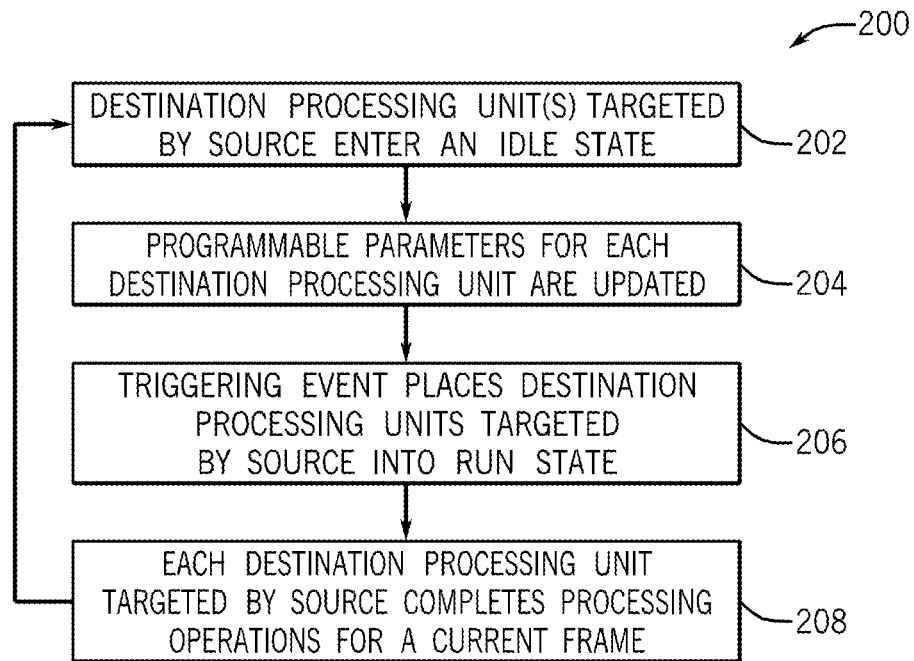 200
DESTINATION PROCESSING UNIT(S) TARGETED
BY SOURCE ENTER AN IDLE STATE
202
PROGRAMMABLE PARAMETERS FOR EACH
DESTINATION PROCESSING UNIT ARE UPDATED
204
TRIGGERING EVENT PLACES DESTINATION
PROCESSING UNITS TARGETED
BY SOURCE INTO RUN STATE
206
EACH DESTINATION PROCESSING UNIT
TARGETED BY SOURCE COMPLETES PROCESSING
OPERATIONS FOR A CURRENT FRAME
208